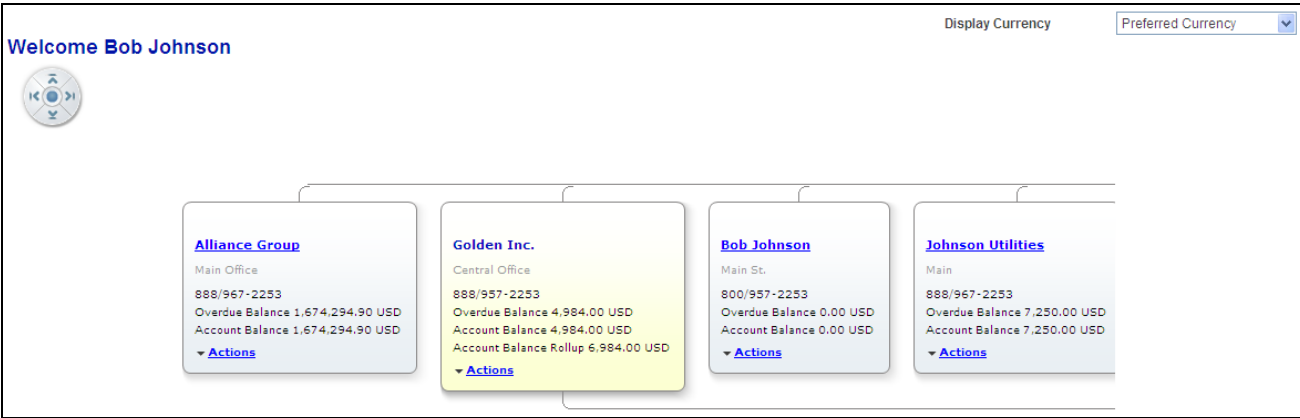 Display Currency Preferred Currency
Welcome Bob Johnson
Alliance Group
Main Office
888/967-2253
Overdue Balance 1,674,294.90 USD
Account Balance 1,674,294.90 USD
Actions
Golden Inc.
Central Office
888/957-2253
Overdue Balance 4,984.00 USD
Account Balance 4,984.00 USD
Account Balance Rollup 6,984.00 USD
Actions
Bob Johnson
Main St.
800/957-2253
Overdue Balance 0.00 USD
Account Balance 0.00 USD
Actions
Johnson Utilities
Main
888/967-2253
Overdue Balance 7,250.00 USD
Account Balance 7,250.00 USD
Actions